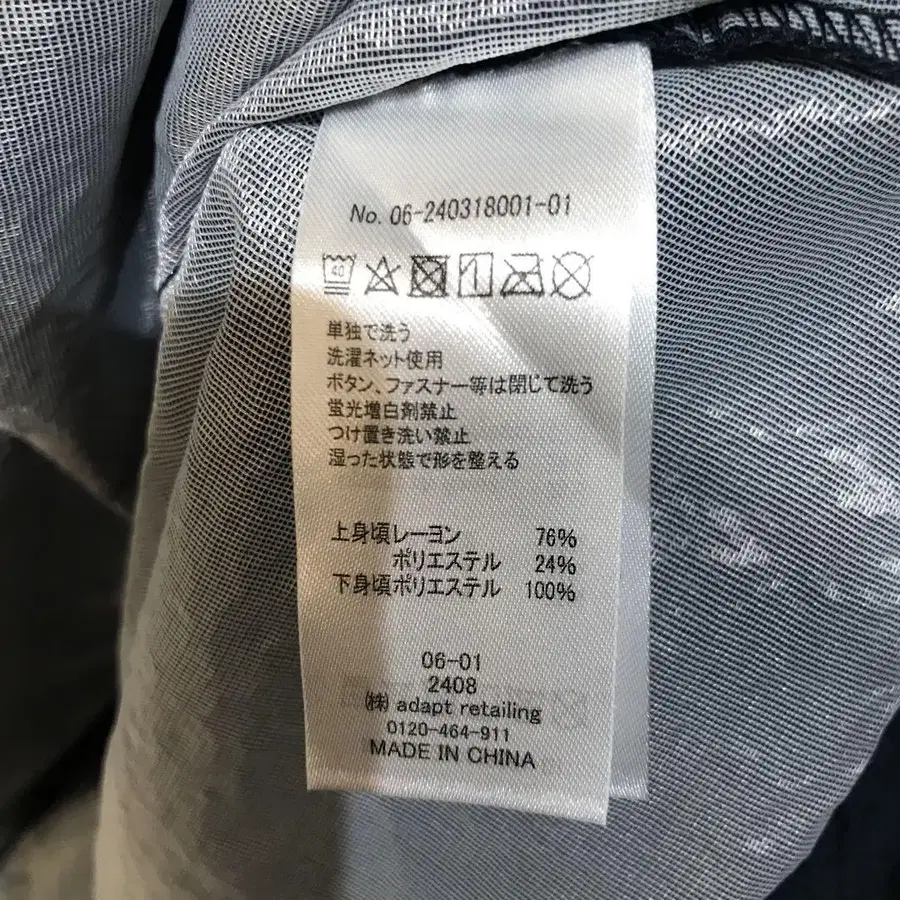 No. 06-240318001-01
40
単独で洗う
洗濯ネット使用
ボタン、ファスナー等は閉じて洗う
蛍光増白剤禁止
つけ置き洗い禁止
湿った状態で形を整える
上身頃レーヨン 76%
ポリエステル 24%
下身頃ポリエステル 100%
06-01
2408
㈱ adapt retailing
0120-464-911
MADE IN CHINA